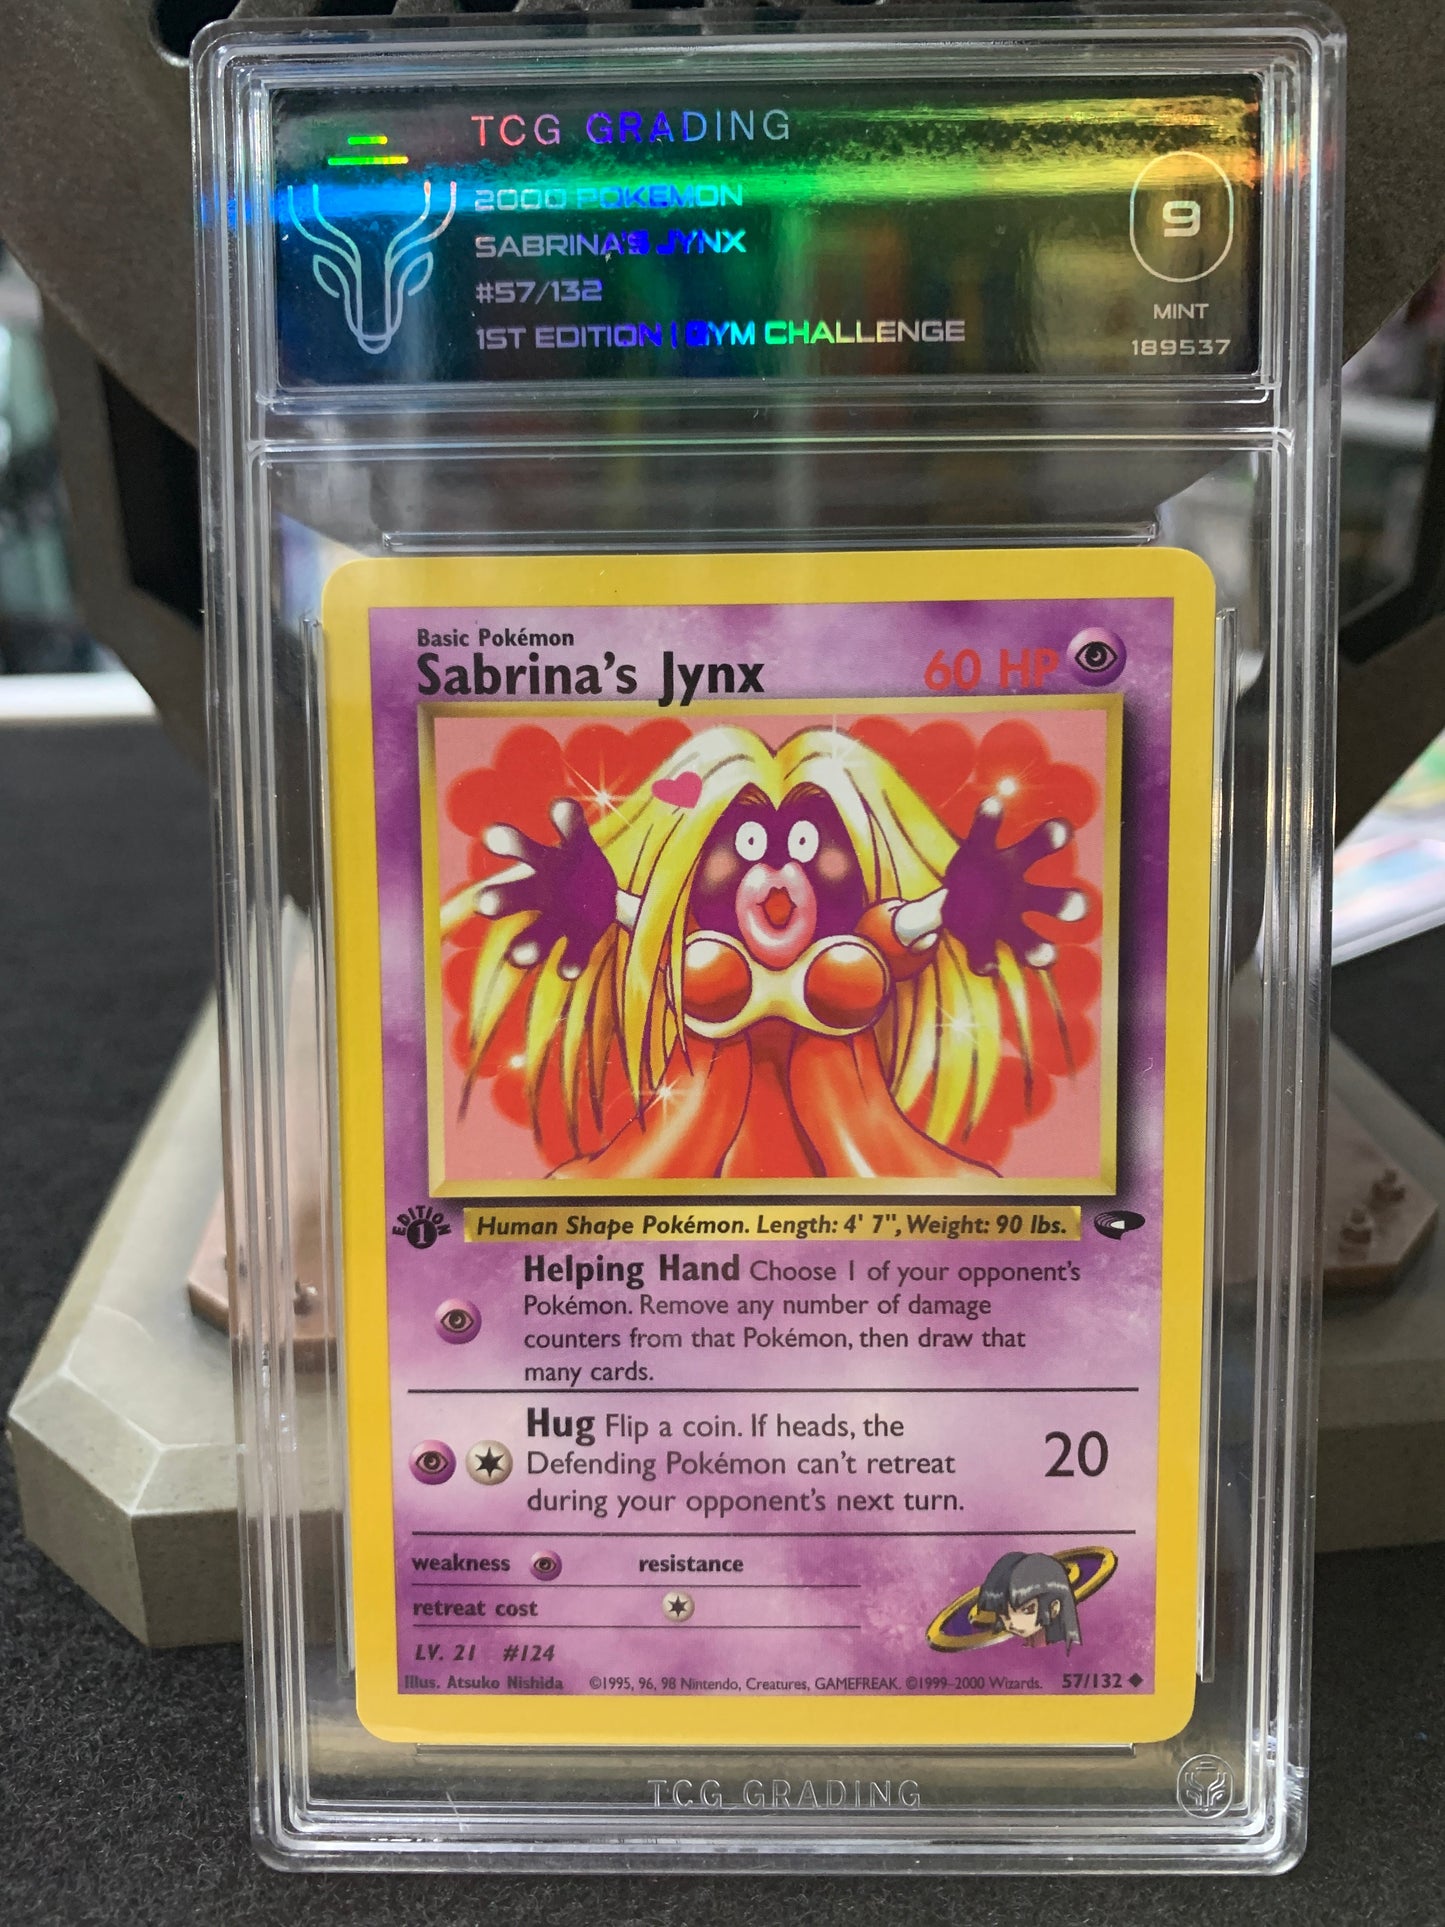 TCG GRADING
2000 POKEMON
SABRINA'S JYNX
#57/132
1ST EDITION | GYM CHALLENGE
9
MINT
189537
Basic Pokémon
Sabrina's Jynx 60 HP
EDITION 1
Human Shape Pokémon. Length: 4' 7", Weight: 90 lbs.
Helping Hand Choose 1 of your opponent's
Pokémon. Remove any number of damage
counters from that Pokémon, then draw that
many cards.
Hug Flip a coin. If heads, the
Defending Pokémon can't retreat
during your opponent's next turn.
20
weakness resistance
retreat cost
LV. 21 #124
Illus. Atsuko Nishida ©1995, 96, 98 Nintendo, Creatures, GAMEFREAK. ©1999-2000 Wizards. 57/132
TCG GRADING